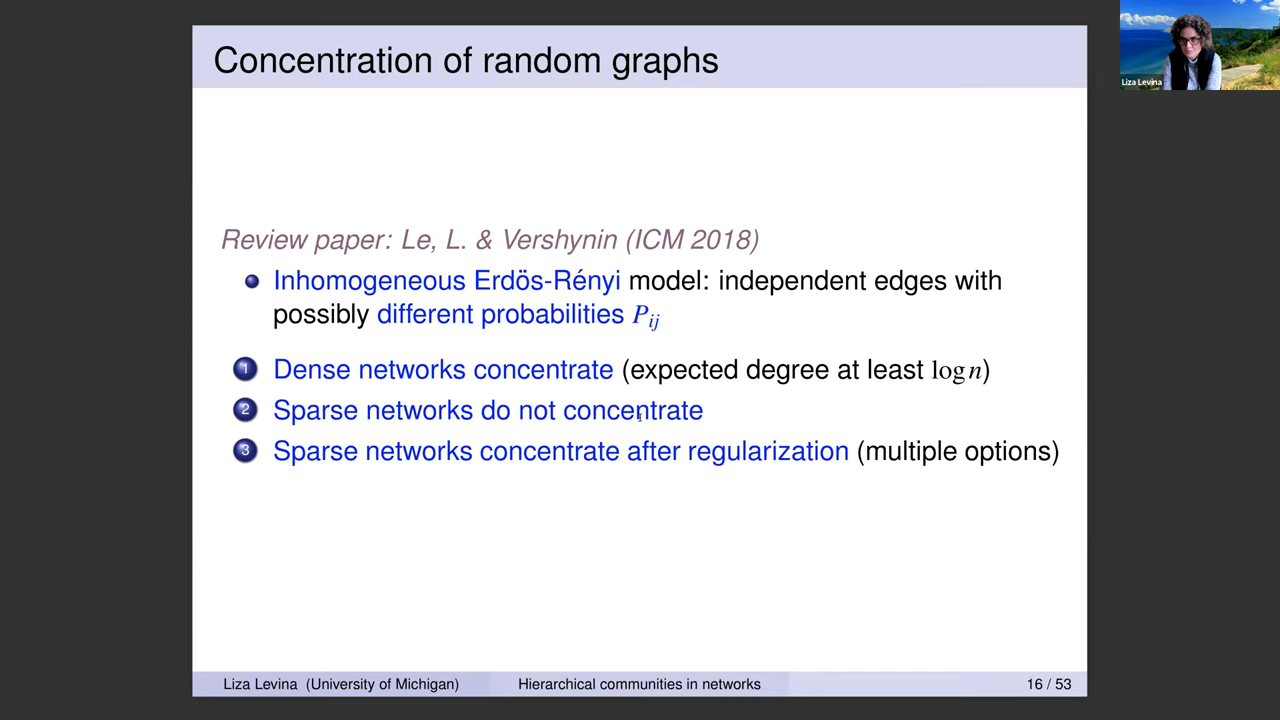 Concentration of random graphs
Liza Levina
Review paper: Le, L. & Vershynin (ICM 2018)
Inhomogeneous Erdös-Rényi model: independent edges with
possibly different probabilities P_ij
1 Dense networks concentrate (expected degree at least log n)
2 Sparse networks do not concentrate
3 Sparse networks concentrate after regularization (multiple options)
Liza Levina (University of Michigan) Hierarchical communities in networks 16 / 53